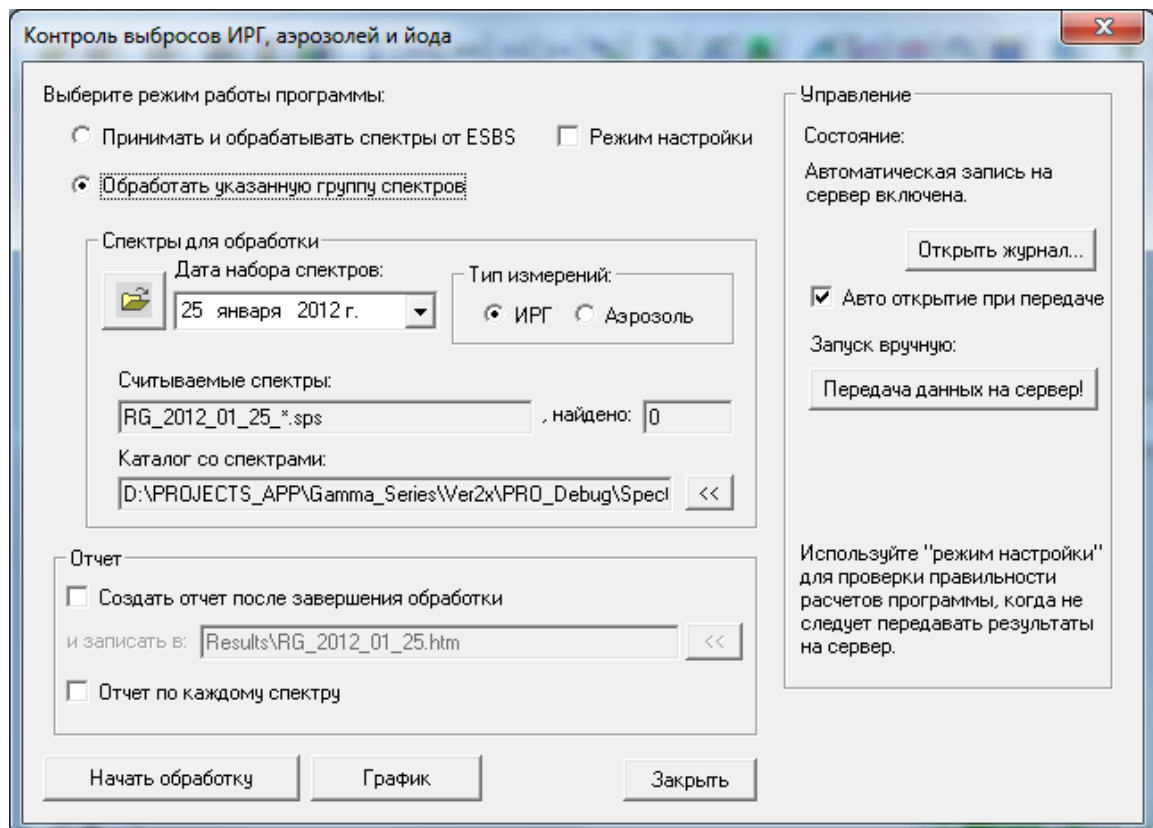 Контроль выбросов ИРГ, аэрозолей и йода
Выберите режим работы программы:
Принимать и обрабатывать спектры от ESBS
Режим настройки
Обработать указанную группу спектров
Спектры для обработки
Дата набора спектров:
25 января 2012 г.
Тип измерений:
ИРГ
Аэрозоль
Считываемые спектры:
RG_2012_01_25_*.sps
, найдено: 0
Каталог со спектрами:
D:\PROJECTS_APP\Gamma_Series\Ver2x\PRO_Debug\Spect
<<
Отчет
Создать отчет после завершения обработки
и записать в: Results\RG_2012_01_25.htm
<<
Отчет по каждому спектру
Начать обработку
График
Закрыть
Управление
Состояние:
Автоматическая запись на
сервер включена.
Открыть журнал...
Авто открытие при передаче
Запуск вручную:
Передача данных на сервер!
Используйте "режим настройки"
для проверки правильности
расчетов программы, когда не
следует передавать результаты
на сервер.